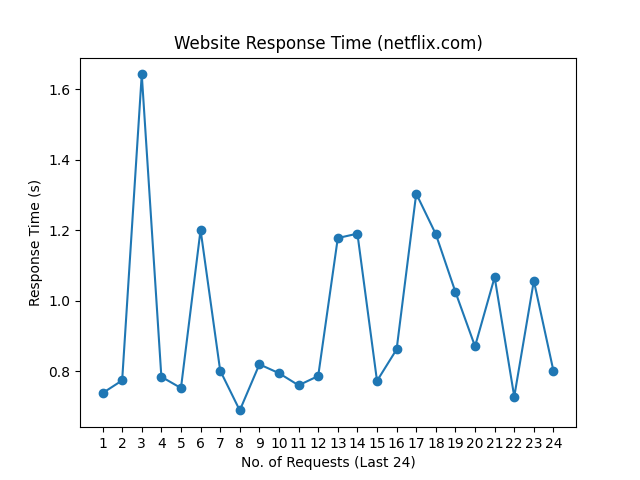 Website Response Time (netflix.com)
1.6
1.4
1.2
1.0
0.8
Response Time (s)
1 2 3 4 5 6 7 8 9 10 11 12 13 14 15 16 17 18 19 20 21 22 23 24
No. of Requests (Last 24)